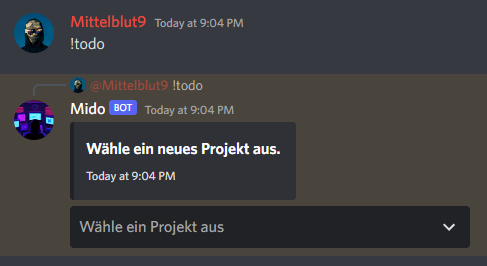 Mittelblut9 Today at 9:04 PM
!todo
@Mittelblut9 !todo
Mido BOT Today at 9:04 PM
Wähle ein neues Projekt aus.
Today at 9:04 PM
Wähle ein Projekt aus